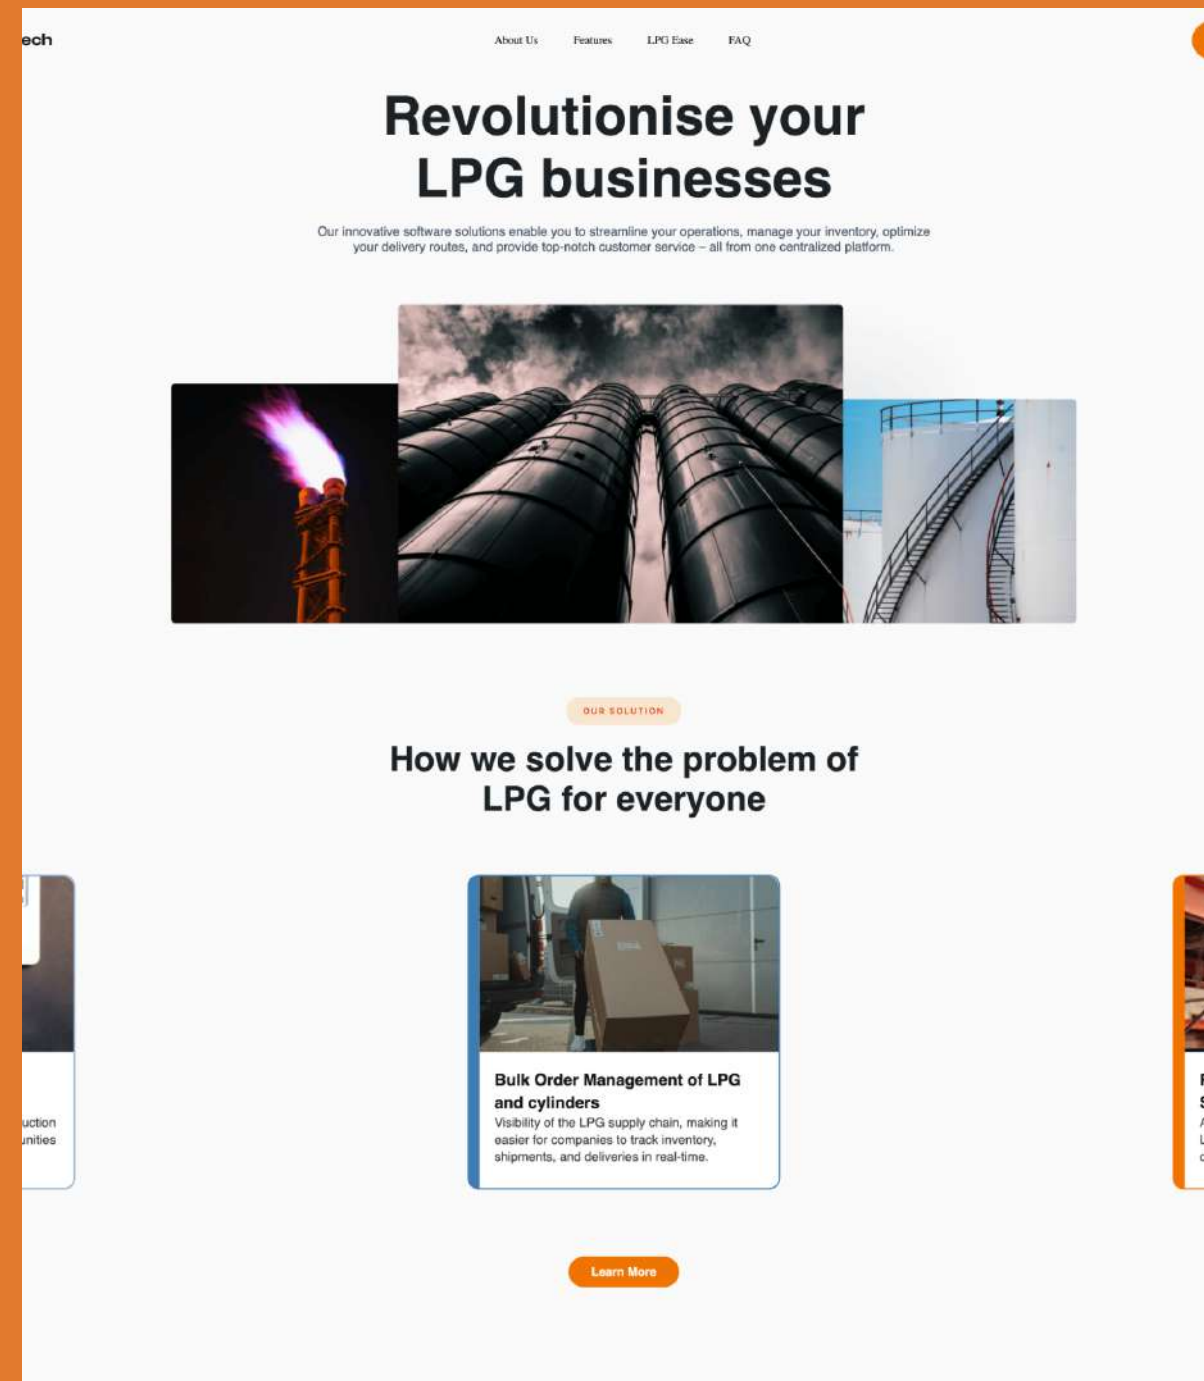 ech
About Us Features LPG Ease FAQ
Revolutionise your
LPG businesses
Our innovative software solutions enable you to streamline your operations, manage your inventory, optimize
your delivery routes, and provide top-notch customer service – all from one centralized platform.
OUR SOLUTION
How we solve the problem of
LPG for everyone
uction
unities
Bulk Order Management of LPG
and cylinders
Visibility of the LPG supply chain, making it
easier for companies to track inventory,
shipments, and deliveries in real-time.
Learn More